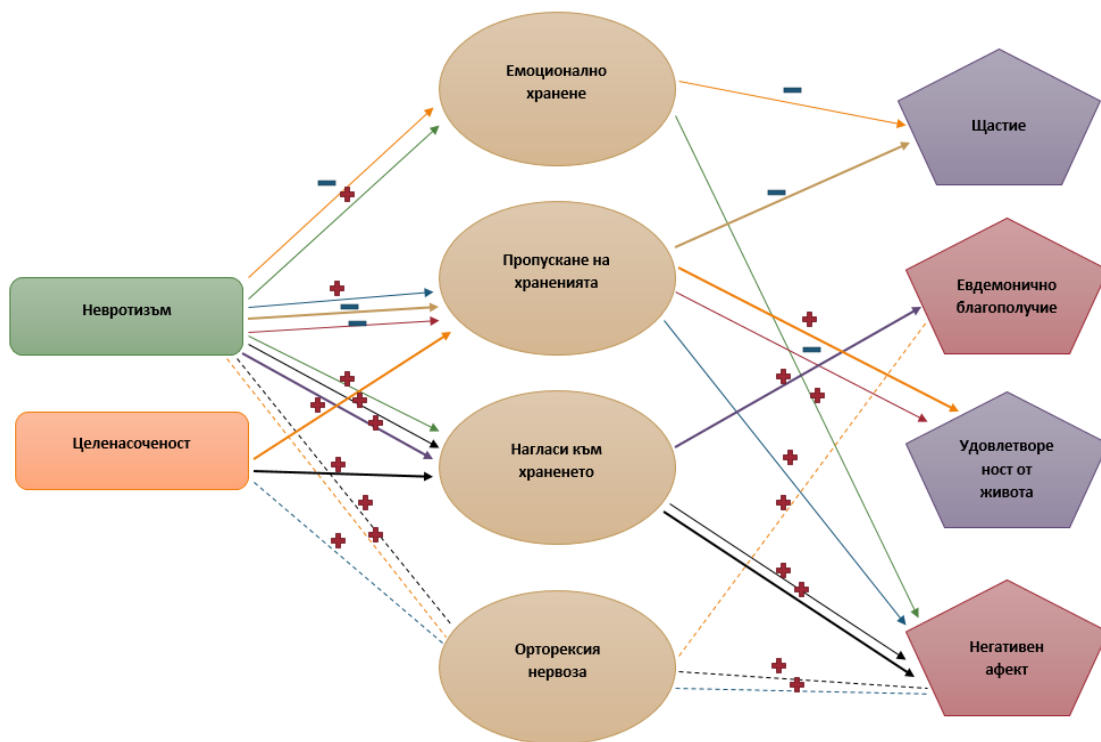 Емоционално
хранене
Щастие
Пропускане на
храненията
Евдемонично
благополучие
Невротизъм
Целенасоченост
Нагласи към
храненето
Удовлетворе
ност от
живота
Орторексия
нервоза
Негативен
афект